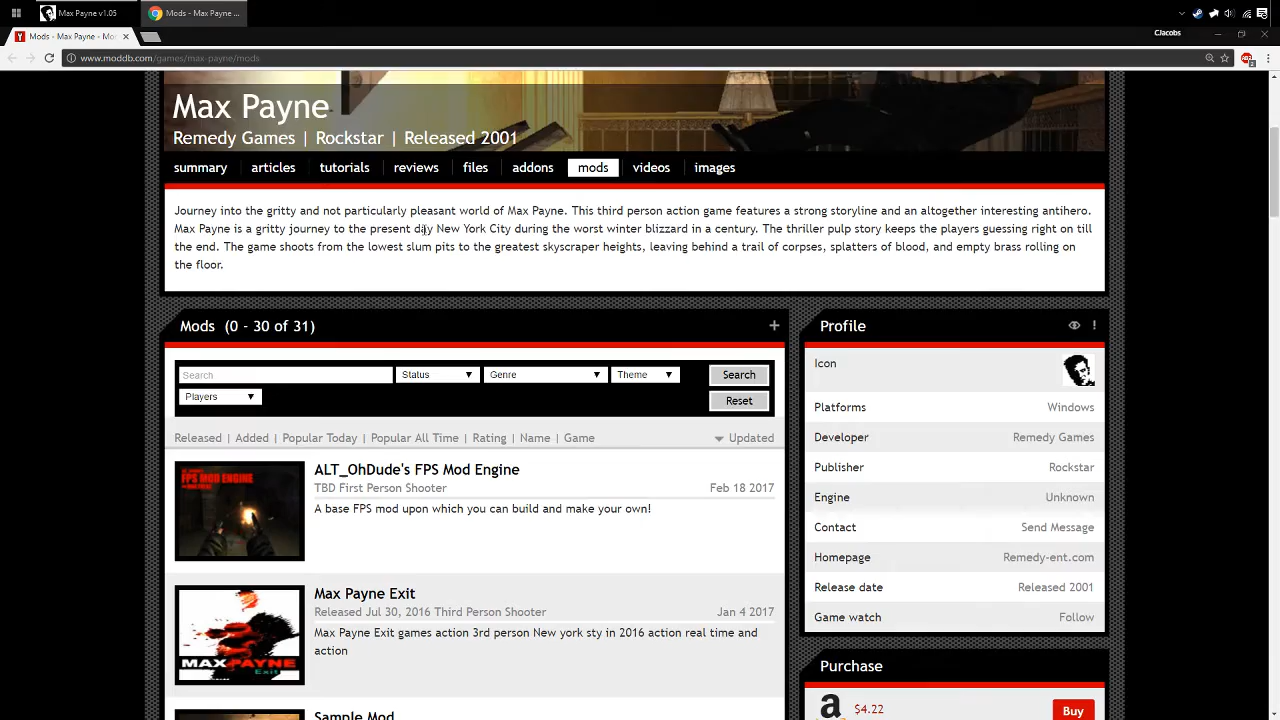 Max Payne v1.05
Mods - Max Payne ...
Mods - Max Payne - Mo
CJacobs
www.moddb.com/games/max-payne/mods
Max Payne
Remedy Games | Rockstar | Released 2001
summary articles tutorials reviews files addons mods videos images
Journey into the gritty and not particularly pleasant world of Max Payne. This third person action game features a strong storyline and an altogether interesting antihero.
Max Payne is a gritty journey to the present day New York City during the worst winter blizzard in a century. The thriller pulp story keeps the players guessing right on till
the end. The game shoots from the lowest slum pits to the greatest skyscraper heights, leaving behind a trail of corpses, splatters of blood, and empty brass rolling on
the floor.
Mods (0 - 30 of 31)
Search Status Genre Theme Search
Players Reset
Released | Added | Popular Today | Popular All Time | Rating | Name | Game Updated
FPS MOD ENGINE
ALT_OhDude's FPS Mod Engine
TBD First Person Shooter Feb 18 2017
A base FPS mod upon which you can build and make your own!
MAX PAYNE
Exit
Max Payne Exit
Released Jul 30, 2016 Third Person Shooter Jan 4 2017
Max Payne Exit games action 3rd person New york sty in 2016 action real time and
action
Sample Mod
Profile
Icon
Platforms Windows
Developer Remedy Games
Publisher Rockstar
Engine Unknown
Contact Send Message
Homepage Remedy-ent.com
Release date Released 2001
Game watch Follow
Purchase
a $4.22 Buy